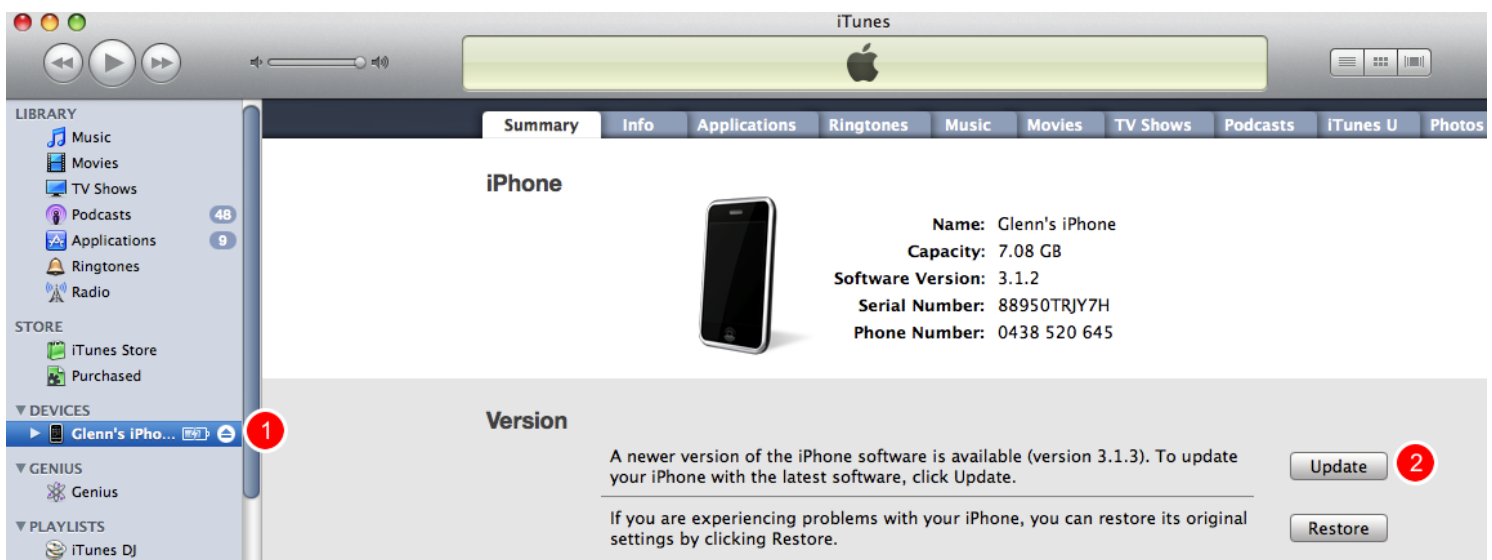 iTunes
LIBRARY
Music
Movies
TV Shows
Podcasts 48
Applications 9
Ringtones
Radio
STORE
iTunes Store
Purchased
DEVICES
Glenn's iPho... 1
GENIUS
Genius
PLAYLISTS
iTunes DJ
Summary Info Applications Ringtones Music Movies TV Shows Podcasts iTunes U Photos
iPhone
Name: Glenn's iPhone
Capacity: 7.08 GB
Software Version: 3.1.2
Serial Number: 88950TRJY7H
Phone Number: 0438 520 645
Version
A newer version of the iPhone software is available (version 3.1.3). To update
your iPhone with the latest software, click Update.
Update 2
If you are experiencing problems with your iPhone, you can restore its original
settings by clicking Restore.
Restore